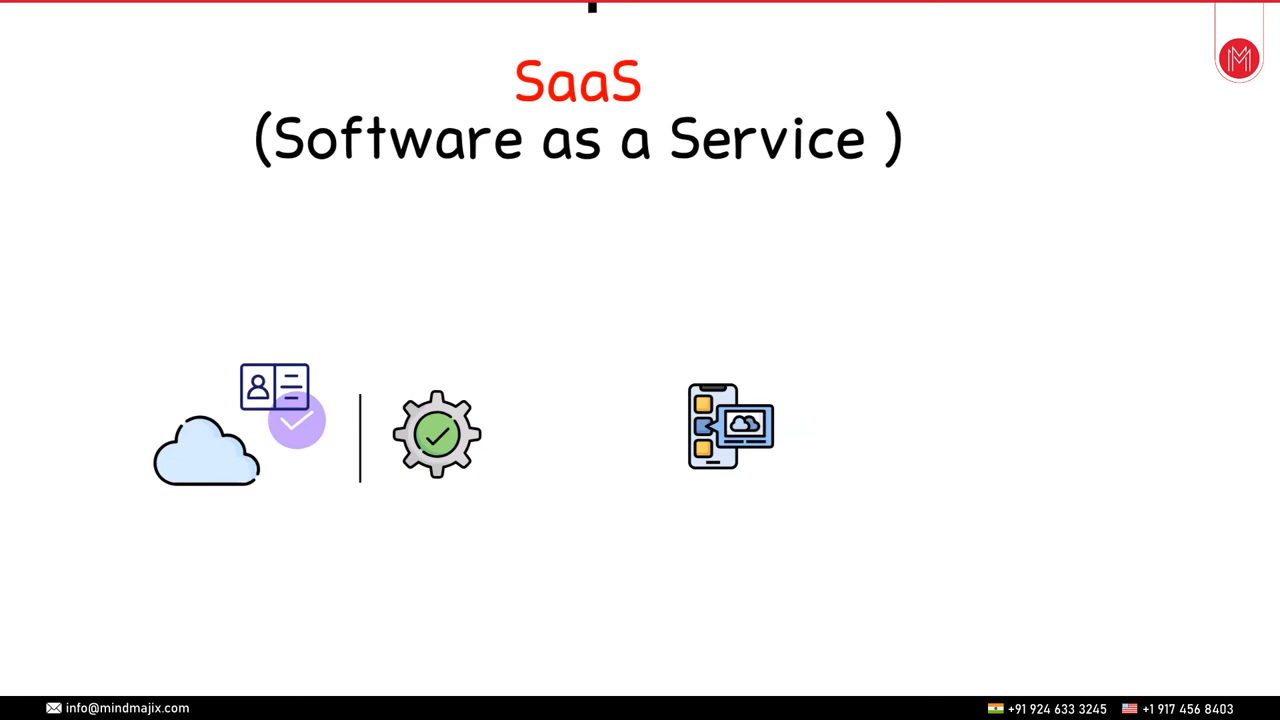 SaaS
(Software as a Service )
info@mindmajix.com
+91 924 633 3245
+1 917 456 8403